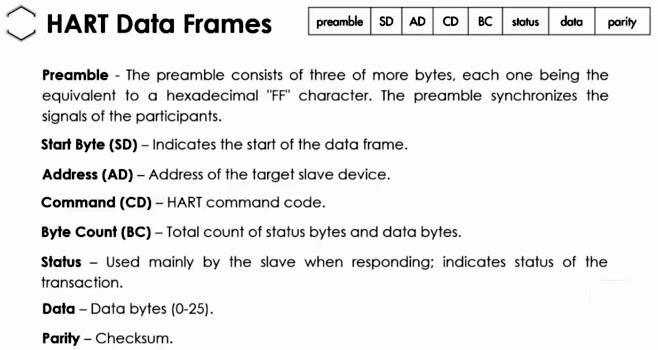 HART Data Frames
preamble SD AD CD BC status data parity
Preamble - The preamble consists of three of more bytes, each one being the
equivalent to a hexadecimal "FF" character. The preamble synchronizes the
signals of the participants.
Start Byte (SD) – Indicates the start of the data frame.
Address (AD) – Address of the target slave device.
Command (CD) – HART command code.
Byte Count (BC) – Total count of status bytes and data bytes.
Status – Used mainly by the slave when responding; indicates status of the
transaction.
Data – Data bytes (0-25).
Parity – Checksum.